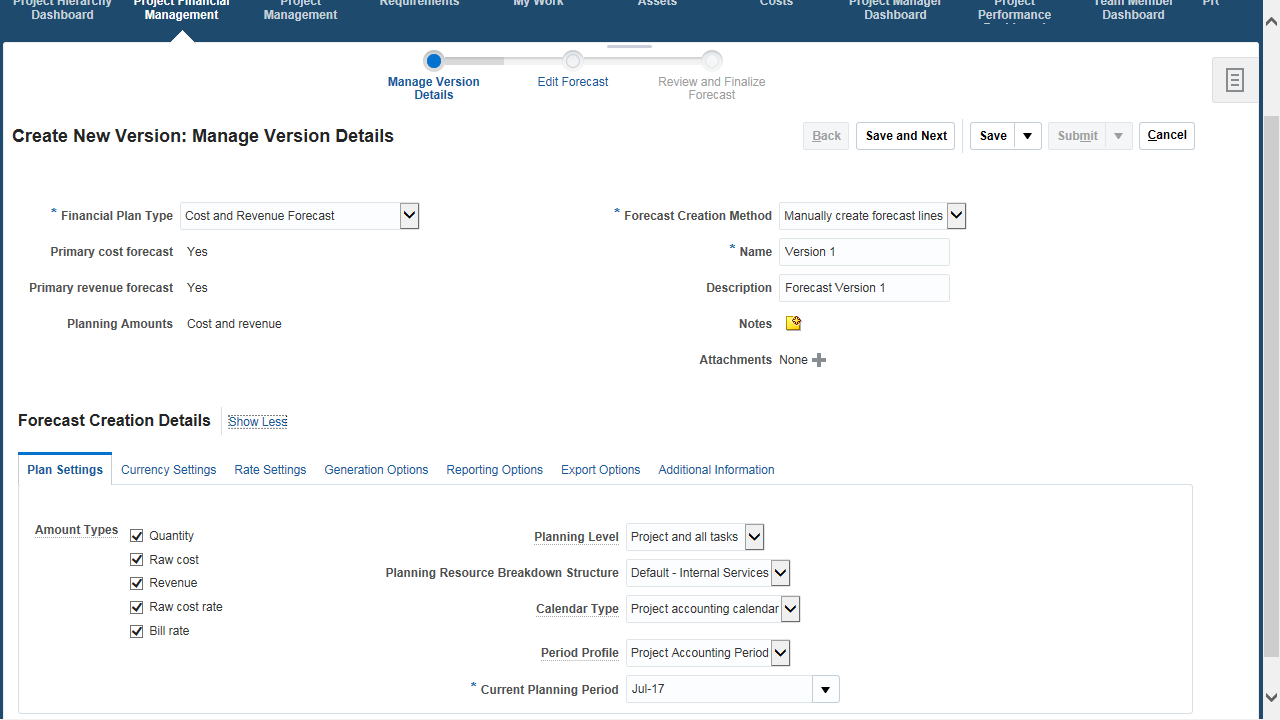 Project Hierarchy Project Financial Project Requirements My Work Assets Costs Project Manager Project Team Member
Dashboard Management Management Dashboard Performance Dashboard
Manage Version Details
Edit Forecast
Review and Finalize Forecast
Create New Version: Manage Version Details
Back Save and Next Save Submit Cancel
* Financial Plan Type Cost and Revenue Forecast
Primary cost forecast Yes
Primary revenue forecast Yes
Planning Amounts Cost and revenue
* Forecast Creation Method Manually create forecast lines
* Name Version 1
Description Forecast Version 1
Notes
Attachments None
Forecast Creation Details Show Less
Plan Settings Currency Settings Rate Settings Generation Options Reporting Options Export Options Additional Information
Amount Types
Quantity
Raw cost
Revenue
Raw cost rate
Bill rate
Planning Level Project and all tasks
Planning Resource Breakdown Structure Default - Internal Services
Calendar Type Project accounting calendar
Period Profile Project Accounting Period
* Current Planning Period Jul-17